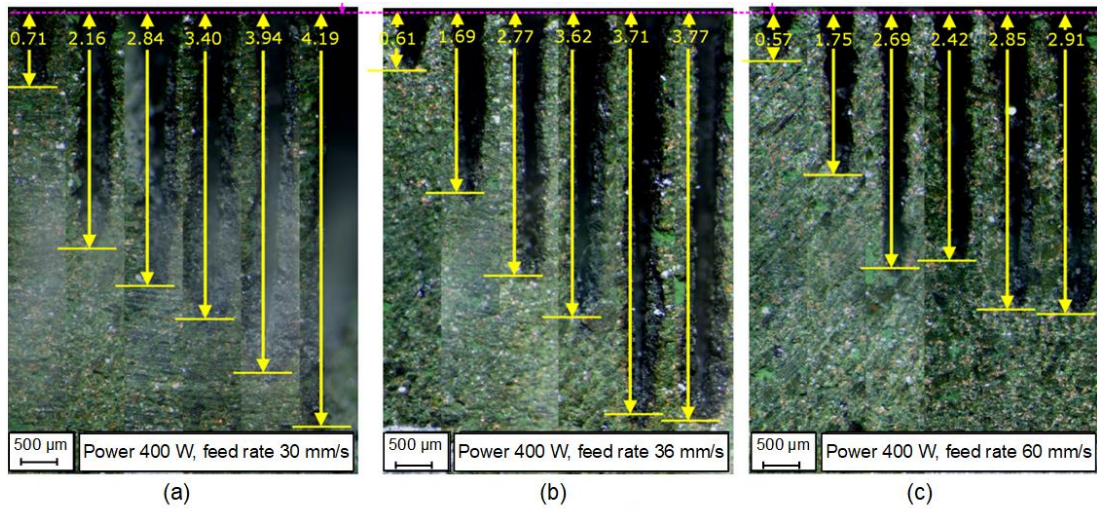 0.71 2.16 2.84 3.40 3.94 4.19
500 µm
Power 400 W, feed rate 30 mm/s
(a)
0.61 1.69 2.77 3.62 3.71 3.77
500 µm
Power 400 W, feed rate 36 mm/s
(b)
0.57 1.75 2.69 2.42 2.85 2.91
500 µm
Power 400 W, feed rate 60 mm/s
(c)